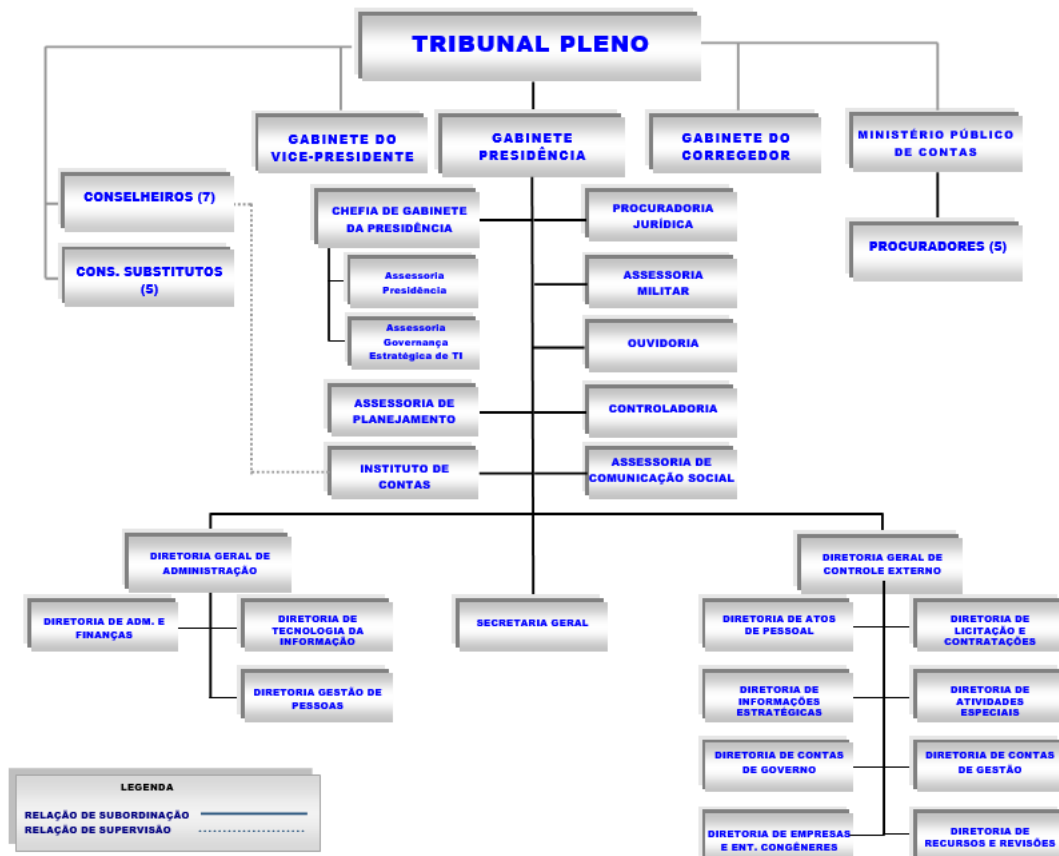 TRIBUNAL PLENO
GABINETE DO
VICE-PRESIDENTE
GABINETE
PRESIDÊNCIA
GABINETE DO
CORREGEDOR
MINISTÉRIO PÚBLICO
DE CONTAS
CONSELHEIROS (7)
CHEFIA DE GABINETE
DA PRESIDÊNCIA
PROCURADORIA
JURÍDICA
PROCURADORES (5)
CONS. SUBSTITUTOS
(5)
Assessoria
Presidência
ASSESSORIA
MILITAR
Assessoria
Governança
Estratégica de TI
OUVIDORIA
ASSESSORIA DE
PLANEJAMENTO
CONTROLADORIA
INSTITUTO DE
CONTAS
ASSESSORIA DE
COMUNICAÇÃO SOCIAL
DIRETORIA GERAL DE
ADMINISTRAÇÃO
DIRETORIA GERAL DE
CONTROLE EXTERNO
DIRETORIA DE ADM. E
FINANÇAS
DIRETORIA DE
TECNOLOGIA DA
INFORMAÇÃO
SECRETARIA GERAL
DIRETORIA DE ATOS
DE PESSOAL
DIRETORIA DE
LICITAÇÃO E
CONTRATAÇÕES
DIRETORIA GESTÃO DE
PESSOAS
DIRETORIA DE
INFORMAÇÕES
ESTRATÉGICAS
DIRETORIA DE
ATIVIDADES
ESPECIAIS
DIRETORIA DE CONTAS
DE GOVERNO
DIRETORIA DE CONTAS
DE GESTÃO
DIRETORIA DE EMPRESAS
E ENT. CONGÊNERES
DIRETORIA DE
RECURSOS E REVISÕES
LEGENDA
RELAÇÃO DE SUBORDINAÇÃO
RELAÇÃO DE SUPERVISÃO